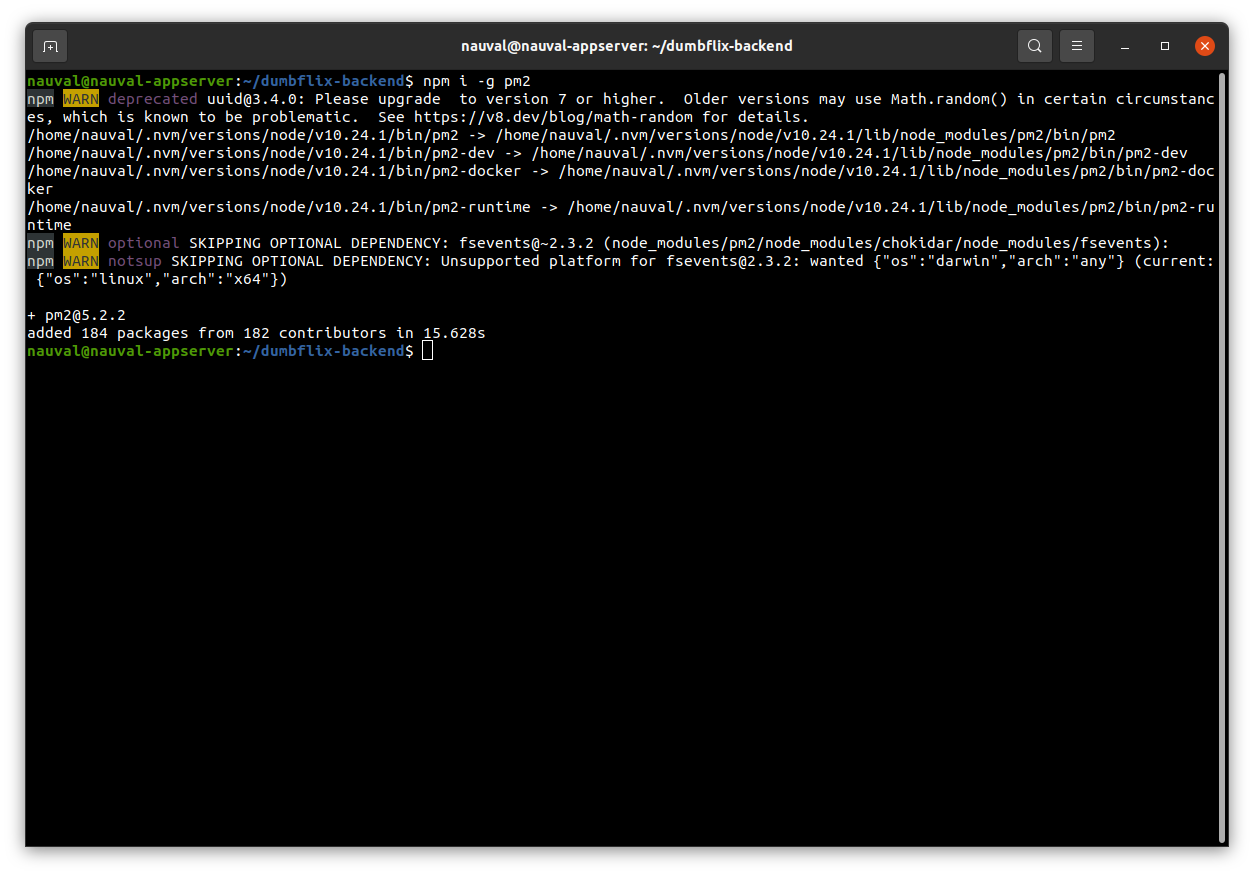 nauval@nauval-appserver: ~/dumbflix-backend
nauval@nauval-appserver:~/dumbflix-backend$ npm i -g pm2
npm WARN deprecated uuid@3.4.0: Please upgrade  to version 7 or higher.  Older versions may use Math.random() in certain circumstanc
es, which is known to be problematic.  See https://v8.dev/blog/math-random for details.
/home/nauval/.nvm/versions/node/v10.24.1/bin/pm2 -> /home/nauval/.nvm/versions/node/v10.24.1/lib/node_modules/pm2/bin/pm2
/home/nauval/.nvm/versions/node/v10.24.1/bin/pm2-dev -> /home/nauval/.nvm/versions/node/v10.24.1/lib/node_modules/pm2/bin/pm2-dev
/home/nauval/.nvm/versions/node/v10.24.1/bin/pm2-docker -> /home/nauval/.nvm/versions/node/v10.24.1/lib/node_modules/pm2/bin/pm2-doc
ker
/home/nauval/.nvm/versions/node/v10.24.1/bin/pm2-runtime -> /home/nauval/.nvm/versions/node/v10.24.1/lib/node_modules/pm2/bin/pm2-ru
ntime
npm WARN optional SKIPPING OPTIONAL DEPENDENCY: fsevents@~2.3.2 (node_modules/pm2/node_modules/chokidar/node_modules/fsevents):
npm WARN notsup SKIPPING OPTIONAL DEPENDENCY: Unsupported platform for fsevents@2.3.2: wanted {"os":"darwin","arch":"any"} (current:
 {"os":"linux","arch":"x64"})
+ pm2@5.2.2
added 184 packages from 182 contributors in 15.628s
nauval@nauval-appserver:~/dumbflix-backend$